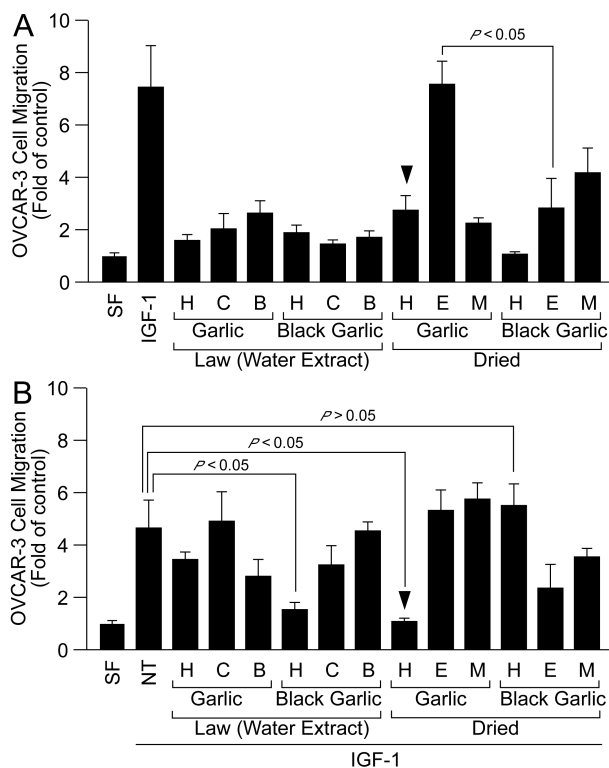 A
OVCAR-3 Cell Migration
(Fold of control)
10
8
6
4
2
0
P < 0.05
SF
IGF-1
H C B H C B H E M H E M
Garlic Black Garlic Garlic Black Garlic
Law (Water Extract) Dried
B
OVCAR-3 Cell Migration
(Fold of control)
10
8
6
4
2
0
P > 0.05
P < 0.05
P < 0.05
SF
NT
H C B H C B H E M H E M
Garlic Black Garlic Garlic Black Garlic
Law (Water Extract) Dried
IGF-1